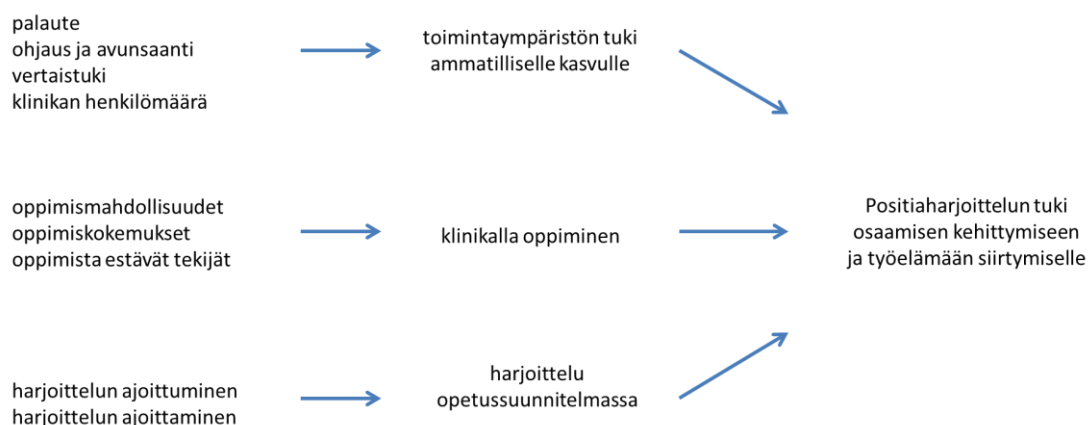 palaute
ohjaus ja avunsaanti
vertaistuki
klinikan henkilömäärä
toimintaympäristön tuki
ammatilliselle kasvulle
oppimismahdollisuudet
oppimiskokemukset
oppimista estävät tekijät
klinikalla oppiminen
Positiaharjoittelun tuki
osaamisen kehittymiseen
ja työelämään siirtymiselle
harjoittelun ajoittuminen
harjoittelun ajoittaminen
harjoittelu
opetussuunnitelmassa